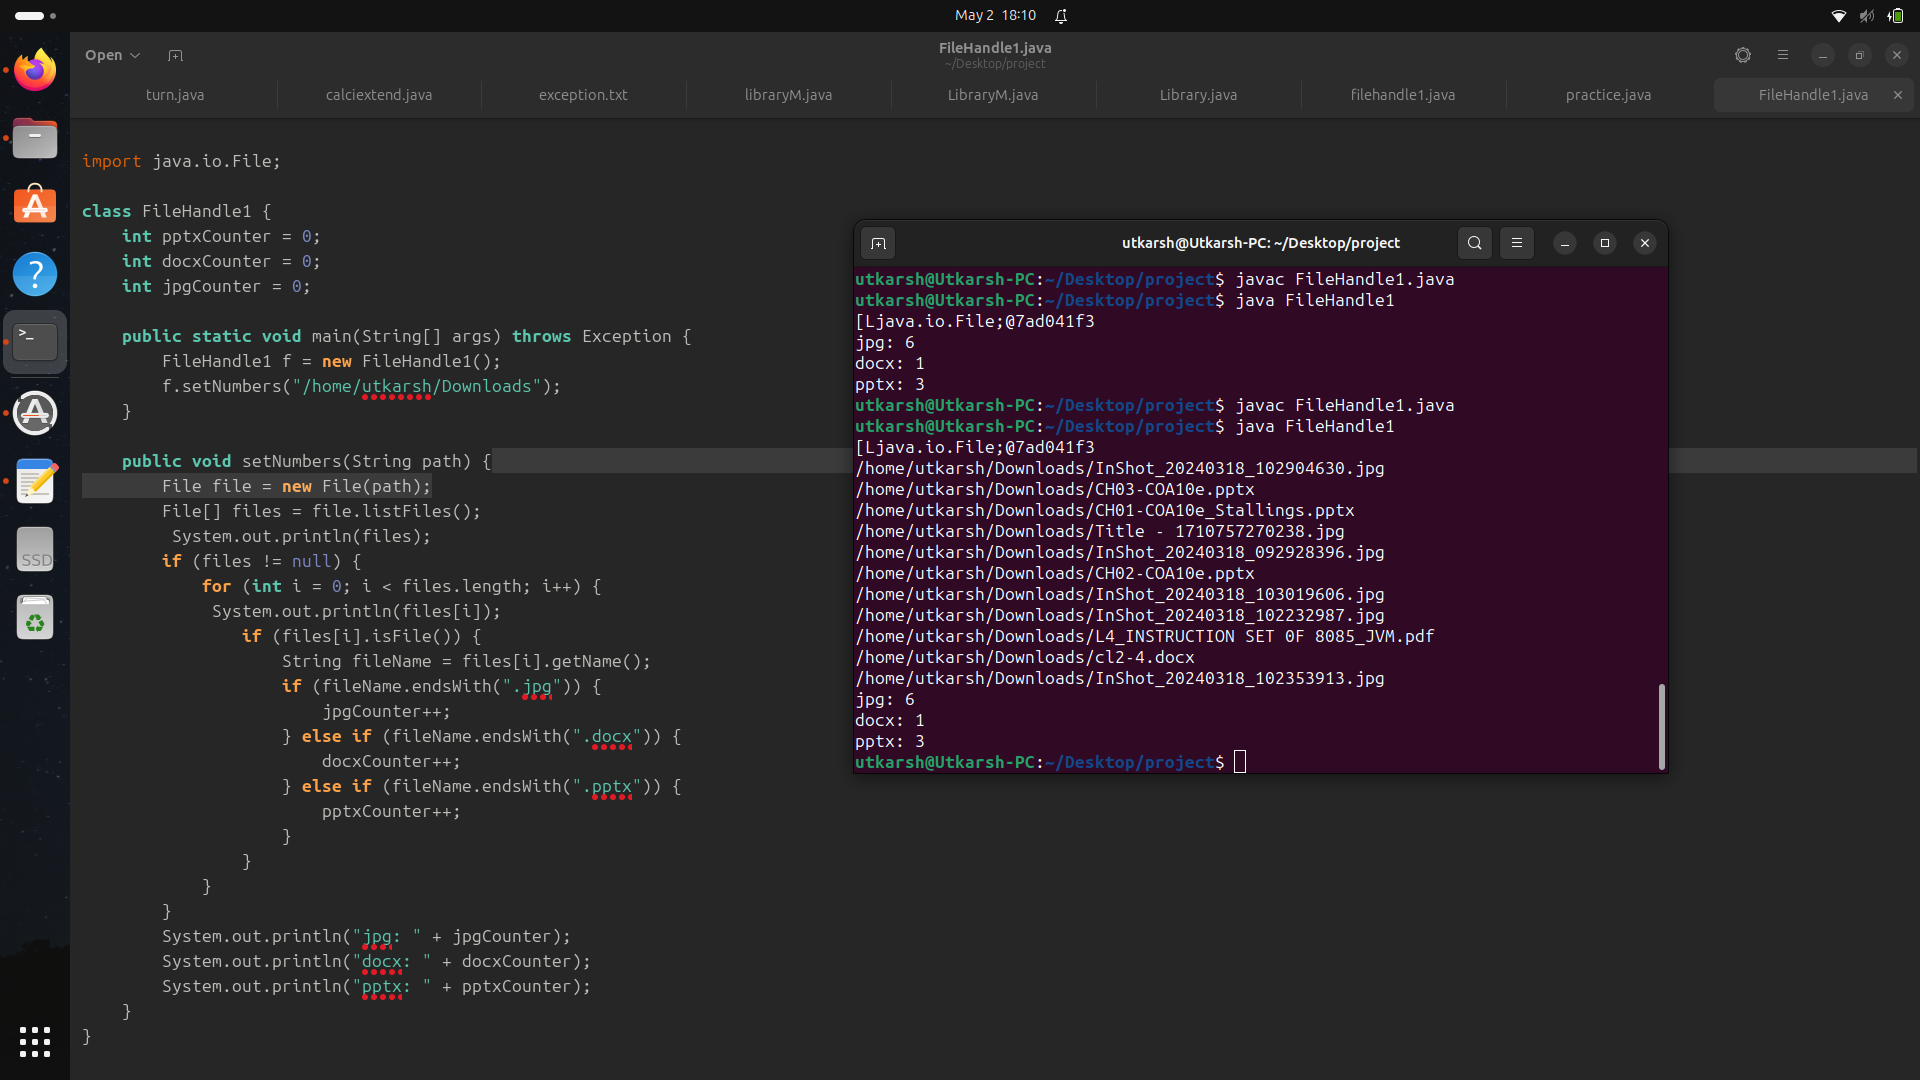 May 2 18:10
Open
FileHandle1.java
~/Desktop/project
turn.java
calciextend.java
exception.txt
libraryM.java
LibraryM.java
Library.java
filehandle1.java
practice.java
FileHandle1.java
import java.io.File;
class FileHandle1 {
int pptxCounter = 0;
int docxCounter = 0;
int jpgCounter = 0;
public static void main(String[] args) throws Exception {
FileHandle1 f = new FileHandle1();
f.setNumbers("/home/utkarsh/Downloads");
}
public void setNumbers(String path) {
File file = new File(path);
File[] files = file.listFiles();
System.out.println(files);
if (files != null) {
for (int i = 0; i < files.length; i++) {
System.out.println(files[i]);
if (files[i].isFile()) {
String fileName = files[i].getName();
if (fileName.endsWith(".jpg")) {
jpgCounter++;
} else if (fileName.endsWith(".docx")) {
docxCounter++;
} else if (fileName.endsWith(".pptx")) {
pptxCounter++;
}
}
}
}
System.out.println("jpg: " + jpgCounter);
System.out.println("docx: " + docxCounter);
System.out.println("pptx: " + pptxCounter);
}
}
utkarsh@Utkarsh-PC: ~/Desktop/project
utkarsh@Utkarsh-PC:~/Desktop/project$ javac FileHandle1.java
utkarsh@Utkarsh-PC:~/Desktop/project$ java FileHandle1
[Ljava.io.File;@7ad041f3
jpg: 6
docx: 1
pptx: 3
utkarsh@Utkarsh-PC:~/Desktop/project$ javac FileHandle1.java
utkarsh@Utkarsh-PC:~/Desktop/project$ java FileHandle1
[Ljava.io.File;@7ad041f3
/home/utkarsh/Downloads/InShot_20240318_102904630.jpg
/home/utkarsh/Downloads/CH03-COA10e.pptx
/home/utkarsh/Downloads/CH01-COA10e_Stallings.pptx
/home/utkarsh/Downloads/Title - 1710757270238.jpg
/home/utkarsh/Downloads/InShot_20240318_092928396.jpg
/home/utkarsh/Downloads/CH02-COA10e.pptx
/home/utkarsh/Downloads/InShot_20240318_103019606.jpg
/home/utkarsh/Downloads/InShot_20240318_102232987.jpg
/home/utkarsh/Downloads/L4_INSTRUCTION SET 0F 8085_JVM.pdf
/home/utkarsh/Downloads/cl2-4.docx
/home/utkarsh/Downloads/InShot_20240318_102353913.jpg
jpg: 6
docx: 1
pptx: 3
utkarsh@Utkarsh-PC:~/Desktop/project$
SSD